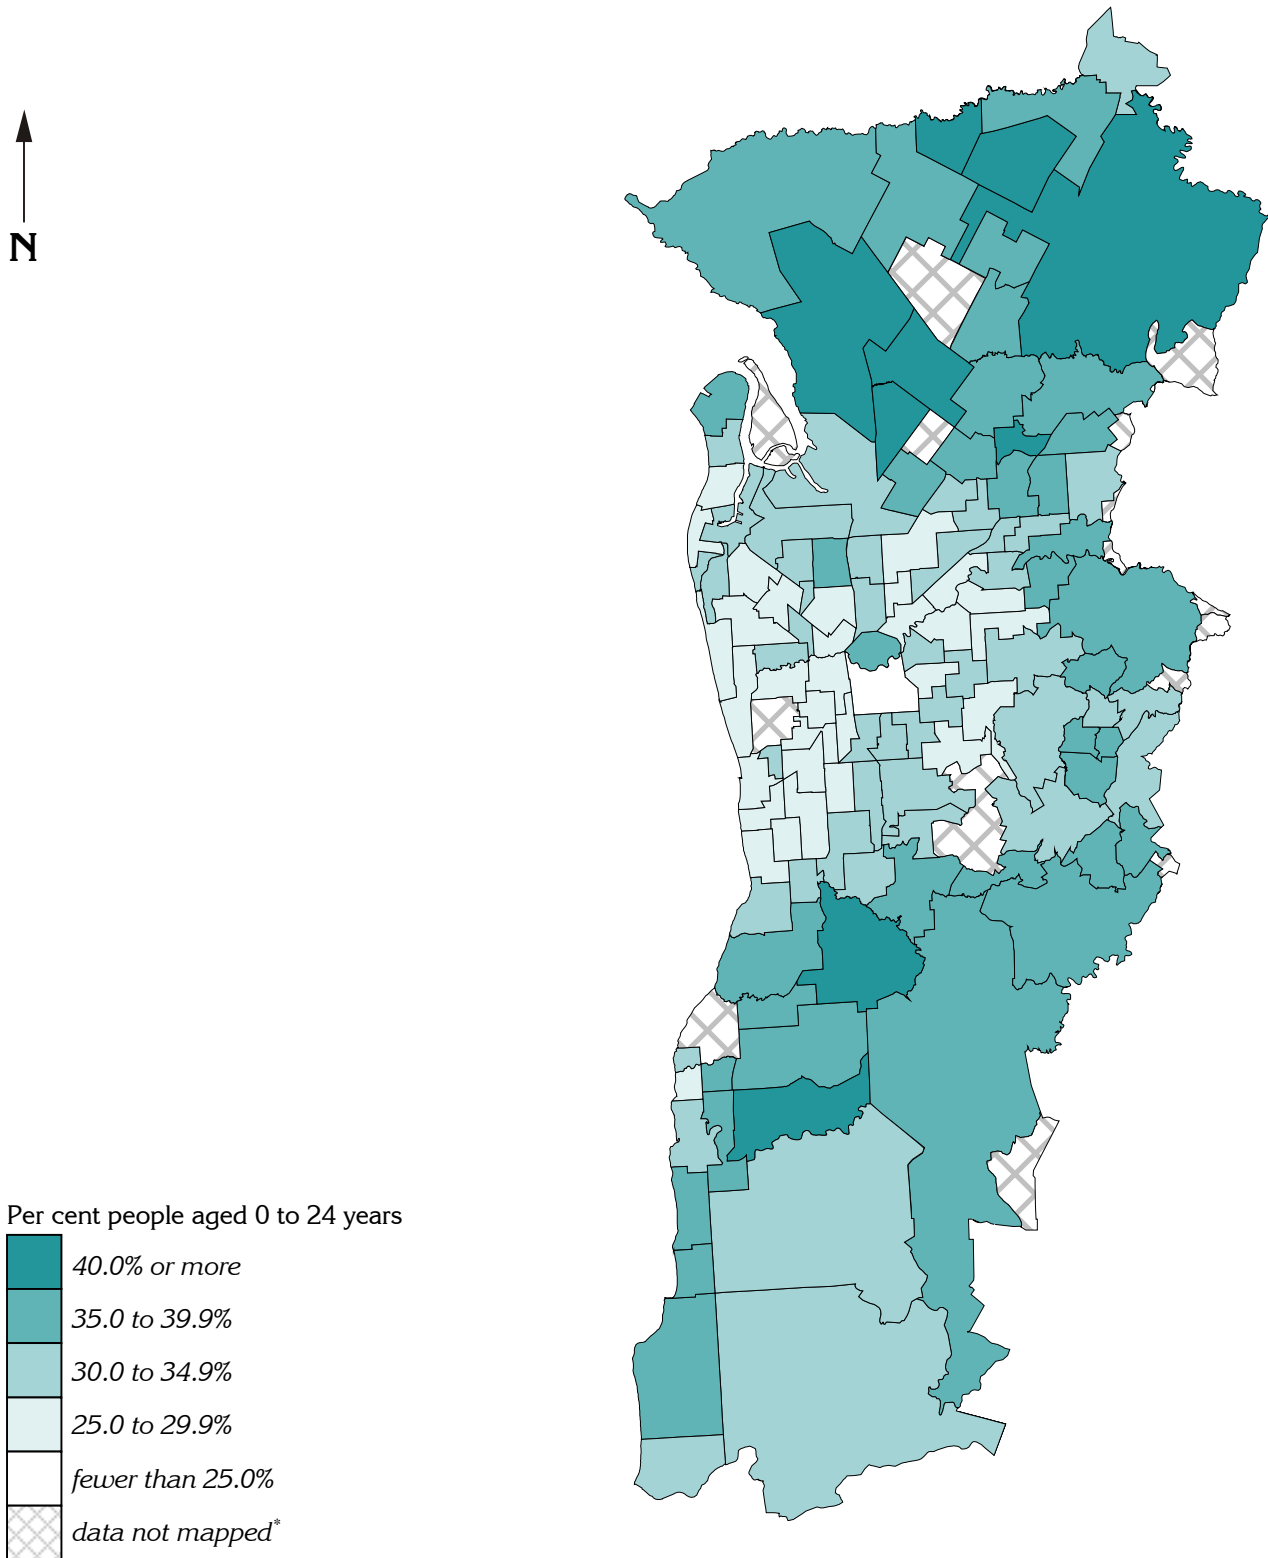 N
Per cent people aged 0 to 24 years
40.0% or more
35.0 to 39.9%
30.0 to 34.9%
25.0 to 29.9%
fewer than 25.0%
data not mapped*